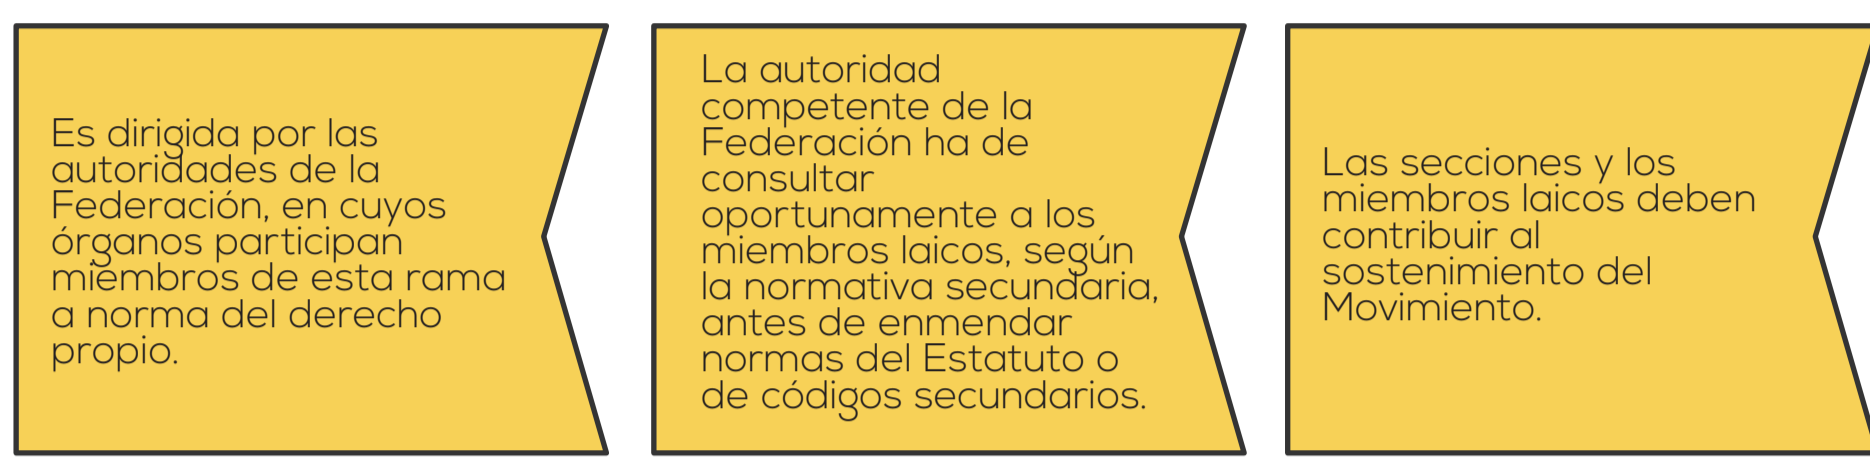 Es dirigida por las
autoridades de la
Federación, en cuyos
órganos participan
miembros de esta rama
a norma del derecho
propio.
La autoridad
competente de la
Federación ha de
consultar
oportunamente a los
miembros laicos, según
la normativa secundaria,
antes de enmendar
normas del Estatuto o
de códigos secundarios.
Las secciones y los
miembros laicos deben
contribuir al
sostenimiento del
Movimiento.